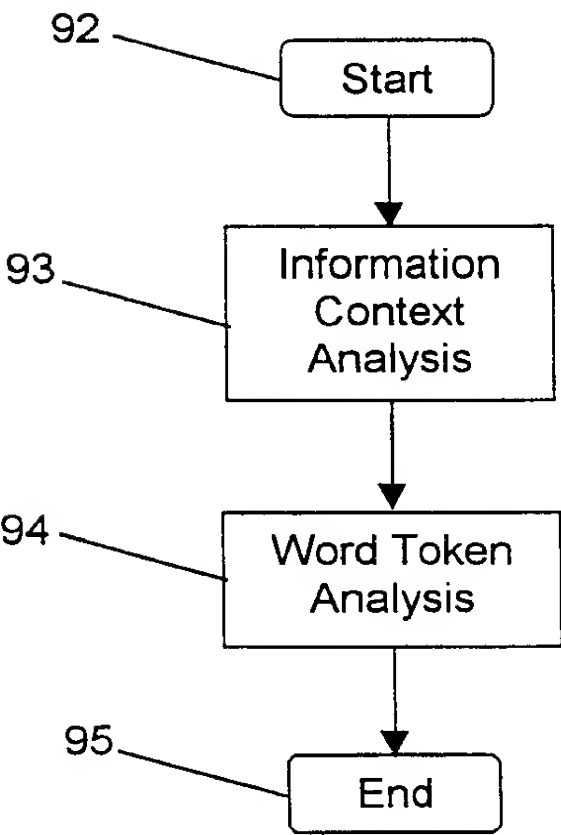 92
Start
93
Information
Context
Analysis
94
Word Token
Analysis
95
End